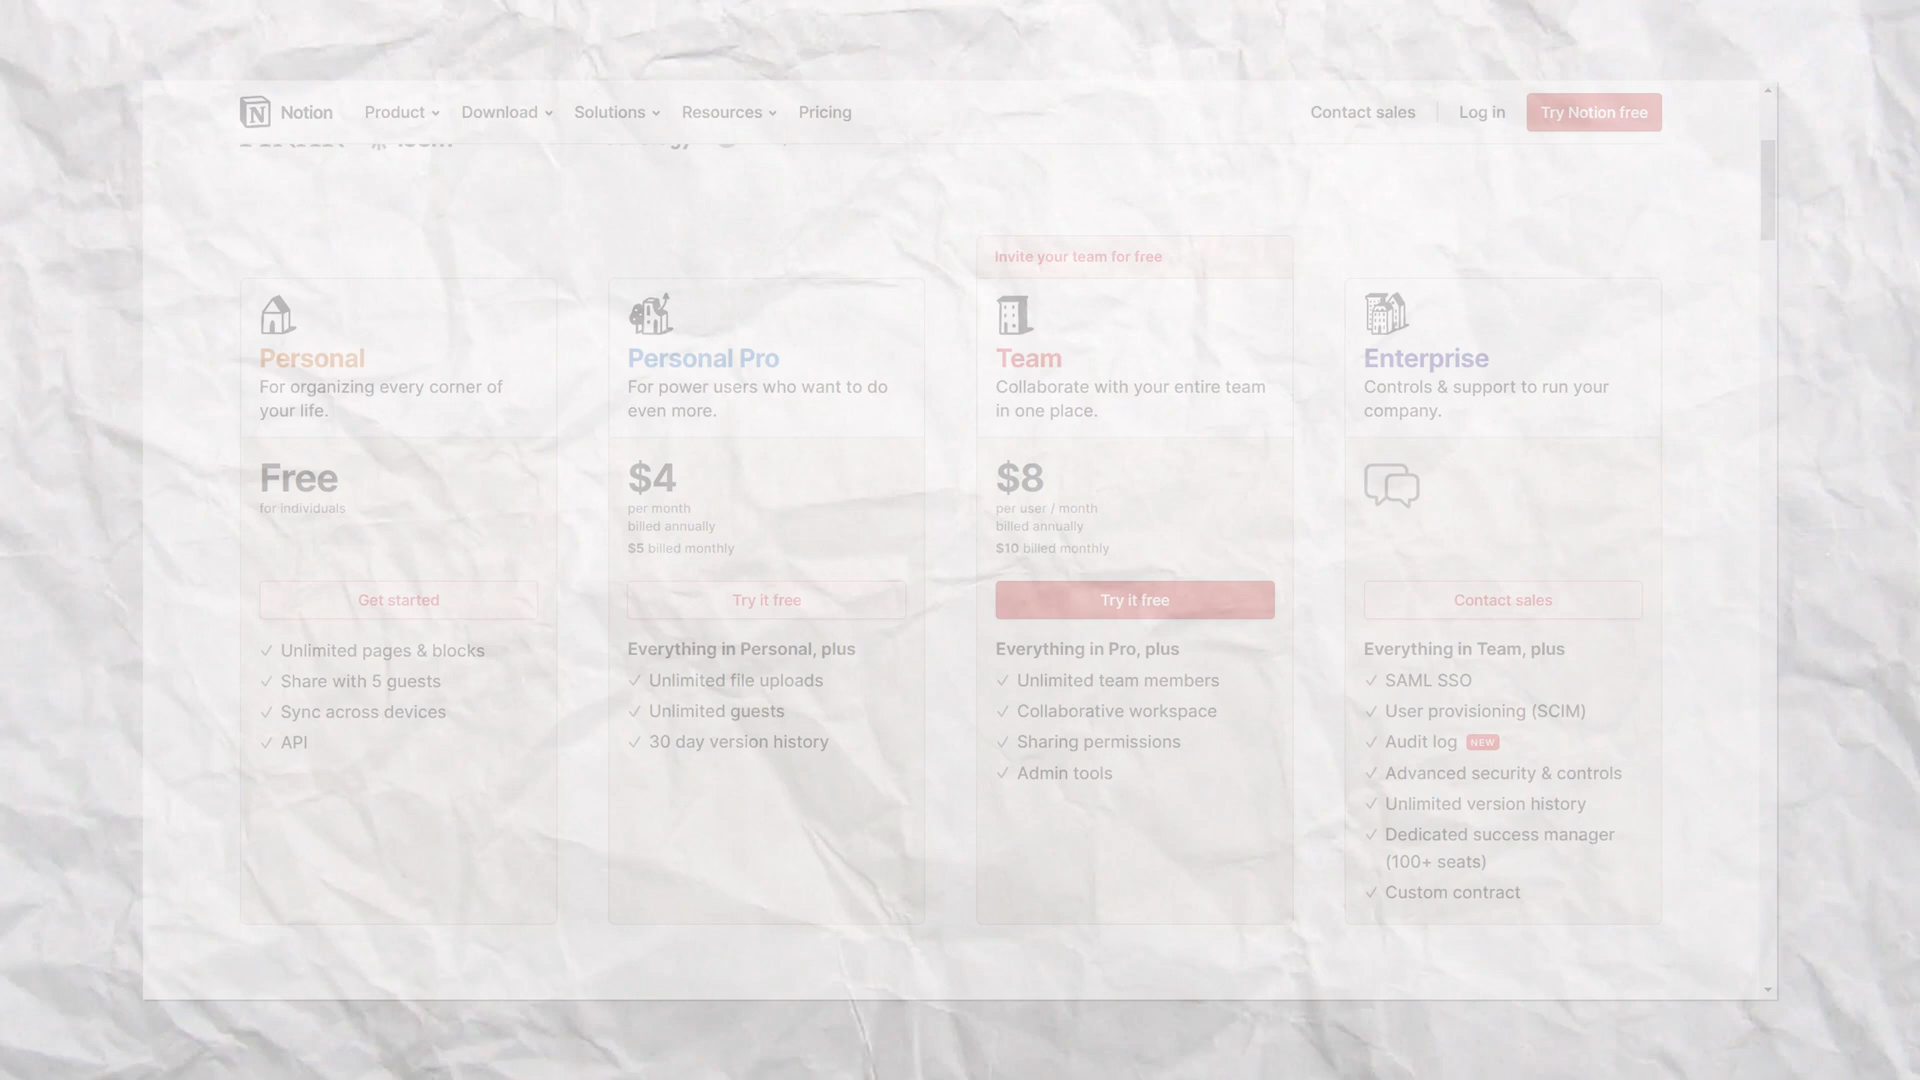 Notion
Product
Download
Solutions
Resources
Pricing
Contact sales
Log in
Try Notion free
Personal
For organizing every corner of
your life.
Free
for individuals
Get started
Unlimited pages & blocks
Share with 5 guests
Sync across devices
API
Personal Pro
For power users who want to do
even more.
$4
per month
billed annually
$5 billed monthly
Try it free
Everything in Personal, plus
Unlimited file uploads
Unlimited guests
30 day version history
Invite your team for free
Team
Collaborate with your entire team
in one place.
$8
per user / month
billed annually
$10 billed monthly
Try it free
Everything in Pro, plus
Unlimited team members
Collaborative workspace
Sharing permissions
Admin tools
Enterprise
Controls & support to run your
company.
Contact sales
Everything in Team, plus
SAML SSO
User provisioning (SCIM)
Audit log NEW
Advanced security & controls
Unlimited version history
Dedicated success manager
(100+ seats)
Custom contract